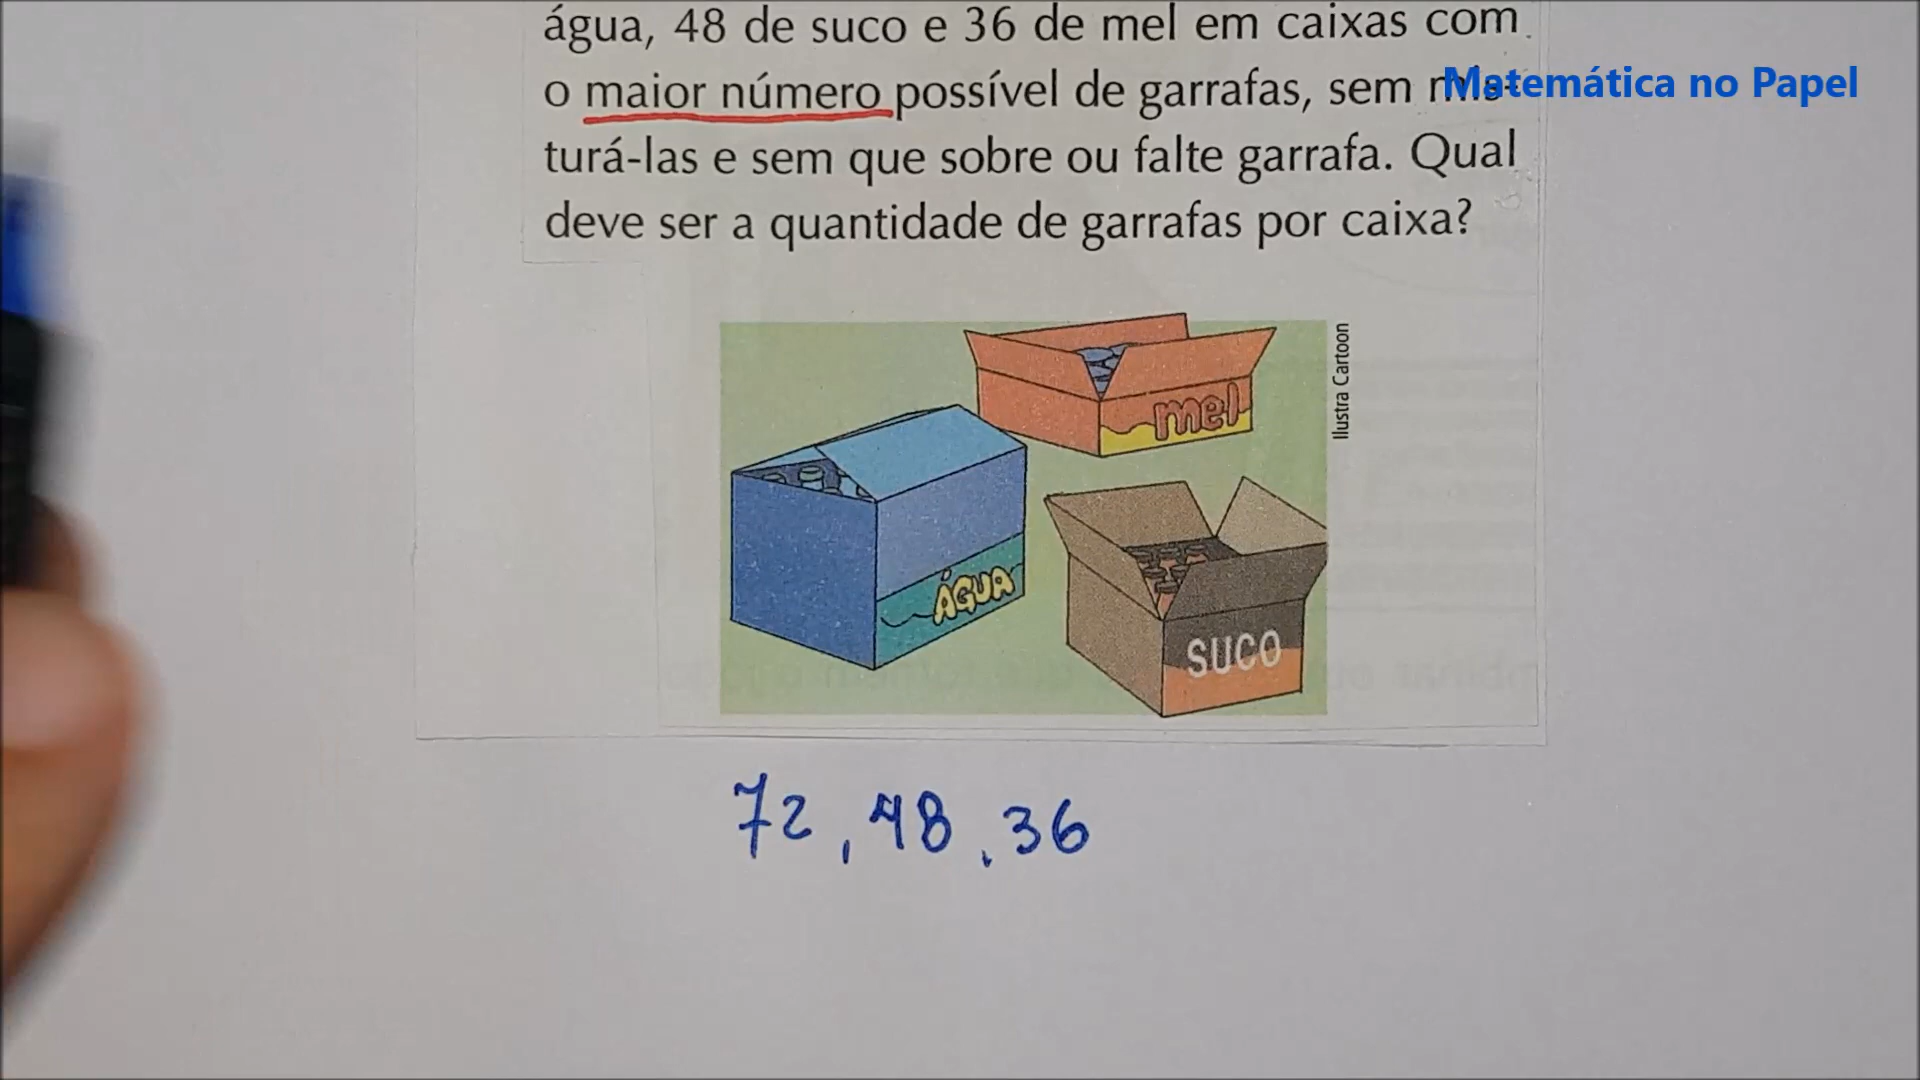 água, 48 de suco e 36 de mel em caixas com
o maior número possível de garrafas, sem mis-
Matemática no Papel
turá-las e sem que sobre ou falte garrafa. Qual
deve ser a quantidade de garrafas por caixa?
Ilustra Cartoon
mel
ÁGUA
SUCO
72, 48, 36